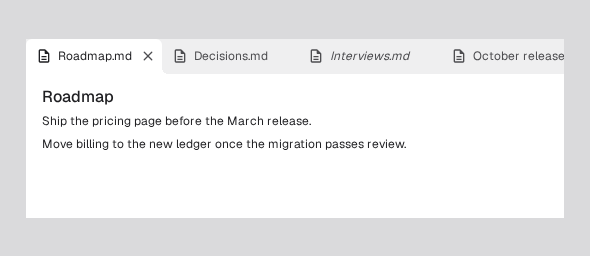 Roadmap.md Decisions.md Interviews.md October release
Roadmap
Ship the pricing page before the March release.
Move billing to the new ledger once the migration passes review.